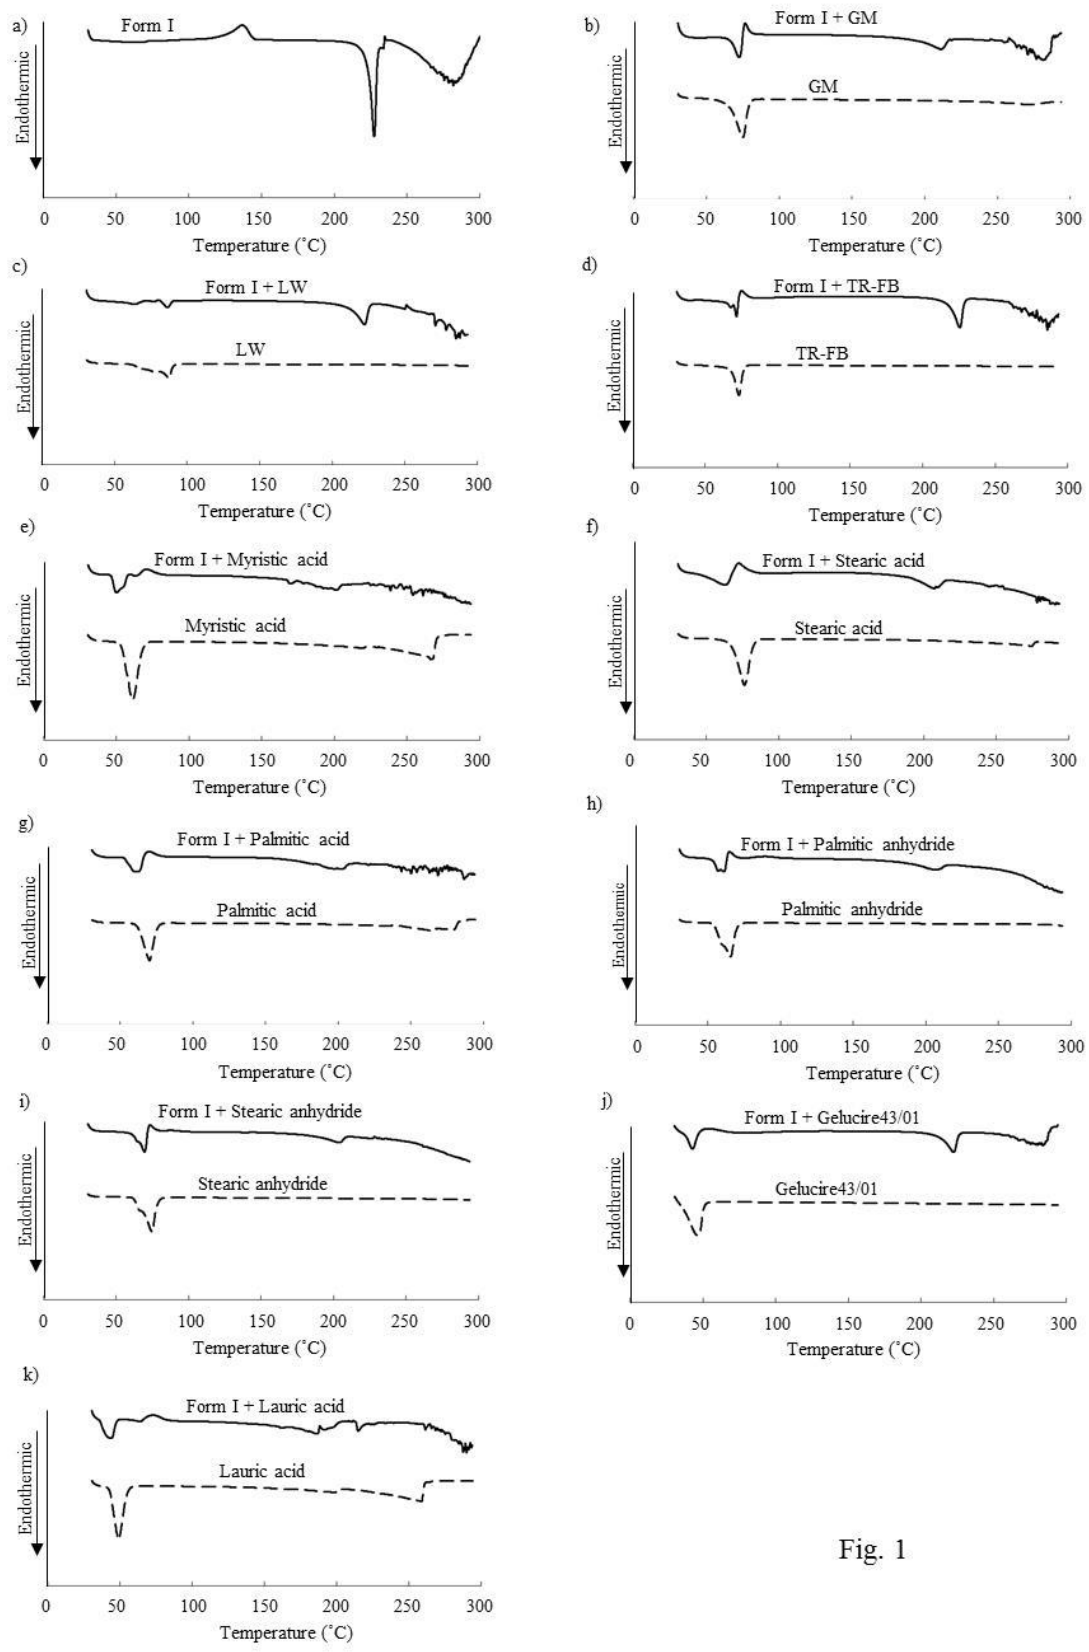 a)
Form I
Endothermic
0 50 100 150 200 250 300
Temperature (˚C)
b)
Form I + GM
GM
Endothermic
0 50 100 150 200 250 300
Temperature (˚C)
c)
Form I + LW
LW
Endothermic
0 50 100 150 200 250 300
Temperature (˚C)
d)
Form I + TR-FB
TR-FB
Endothermic
0 50 100 150 200 250 300
Temperature (˚C)
e)
Form I + Myristic acid
Myristic acid
Endothermic
0 50 100 150 200 250 300
Temperature (˚C)
f)
Form I + Stearic acid
Stearic acid
Endothermic
0 50 100 150 200 250 300
Temperature (˚C)
g)
Form I + Palmitic acid
Palmitic acid
Endothermic
0 50 100 150 200 250 300
Temperature (˚C)
h)
Form I + Palmitic anhydride
Palmitic anhydride
Endothermic
0 50 100 150 200 250 300
Temperature (˚C)
i)
Form I + Stearic anhydride
Stearic anhydride
Endothermic
0 50 100 150 200 250 300
Temperature (˚C)
j)
Form I + Gelucire43/01
Gelucire43/01
Endothermic
0 50 100 150 200 250 300
Temperature (˚C)
k)
Form I + Lauric acid
Lauric acid
Endothermic
0 50 100 150 200 250 300
Temperature (˚C)
Fig. 1